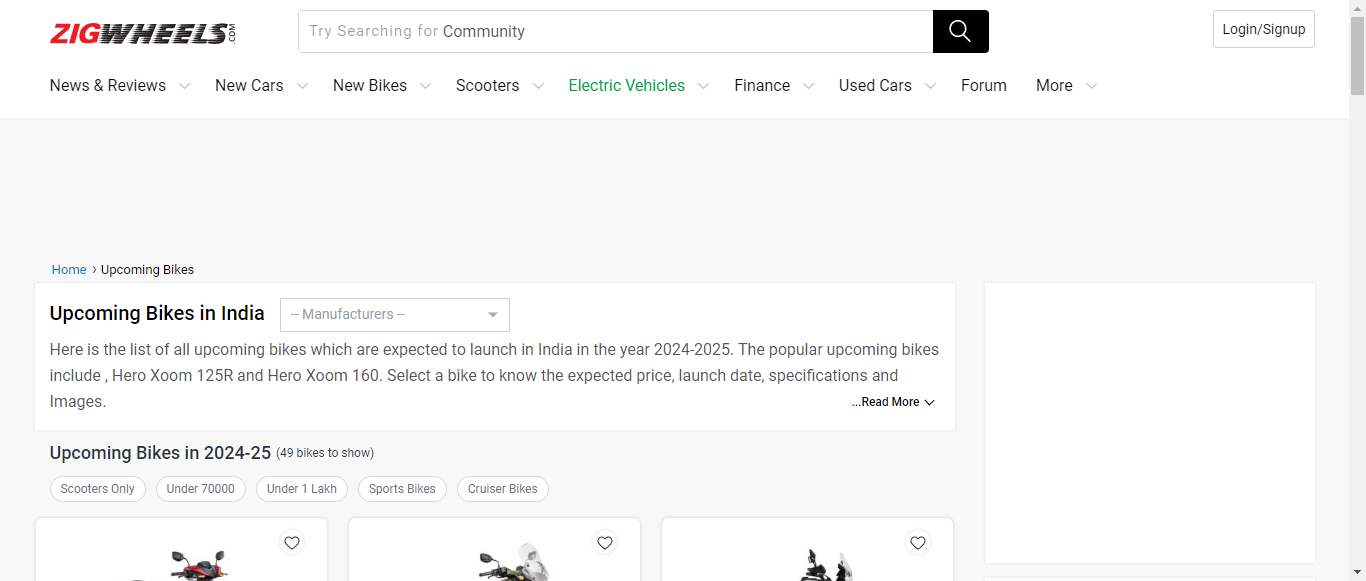 ZIGWHEELS.COM
Try Searching for Community
Login/Signup
News & Reviews New Cars New Bikes Scooters Electric Vehicles Finance Used Cars Forum More
Home › Upcoming Bikes
Upcoming Bikes in India -- Manufacturers --
Here is the list of all upcoming bikes which are expected to launch in India in the year 2024-2025. The popular upcoming bikes
include , Hero Xoom 125R and Hero Xoom 160. Select a bike to know the expected price, launch date, specifications and
Images. ...Read More
Upcoming Bikes in 2024-25 (49 bikes to show)
Scooters Only Under 70000 Under 1 Lakh Sports Bikes Cruiser Bikes